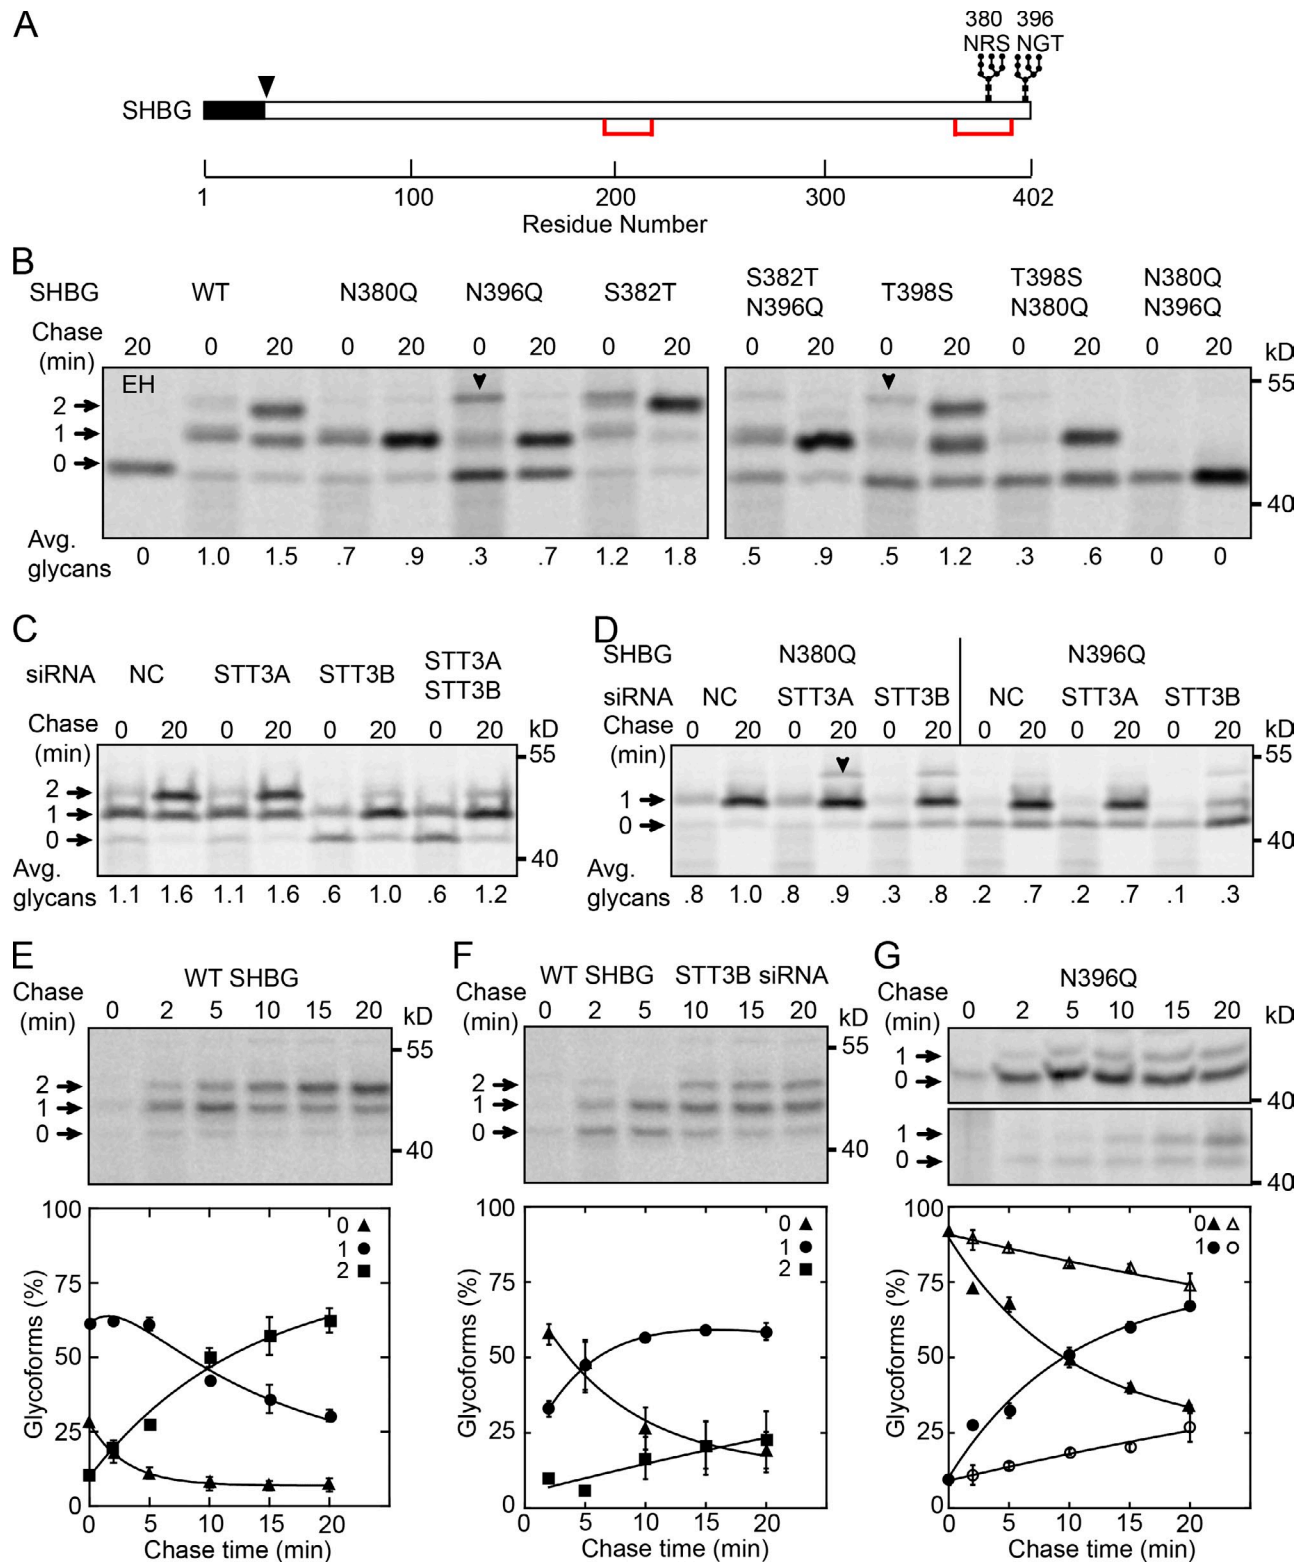 A
380 396
NRS NGT
SHBG
1 100 200 300 402
Residue Number
B
SHBG WT N380Q N396Q S382T S382T N396Q T398S T398S N380Q N380Q N396Q
Chase (min) 20 0 20 0 20 0 20 0 20 0 20 0 20 0 20 0 20 kD
EH
55
2
1
0
40
Avg. glycans 0 1.0 1.5 .7 .9 .3 .7 1.2 1.8 .5 .9 .5 1.2 .3 .6 0 0
C
siRNA NC STT3A STT3B STT3A STT3B
Chase (min) 0 20 0 20 0 20 0 20 kD
55
2
1
0
40
Avg. glycans 1.1 1.6 1.1 1.6 .6 1.0 .6 1.2
D
SHBG N380Q N396Q
siRNA NC STT3A STT3B NC STT3A STT3B
Chase (min) 0 20 0 20 0 20 0 20 0 20 0 20 kD
55
1
0
40
Avg. glycans .8 1.0 .8 .9 .3 .8 .2 .7 .2 .7 .1 .3
E
WT SHBG
Chase (min) 0 2 5 10 15 20 kD
55
2
1
0
40
100
75
50
25
0
Glycoforms (%)
0
1
2
0 5 10 15 20
Chase time (min)
F
WT SHBG STT3B siRNA
Chase (min) 0 2 5 10 15 20 kD
55
2
1
0
40
100
75
50
25
0
Glycoforms (%)
0
1
2
0 5 10 15 20
Chase time (min)
G
N396Q
Chase (min) 0 2 5 10 15 20 kD
1
0
40
1
0
40
100
75
50
25
0
Glycoforms (%)
0
1
0 5 10 15 20
Chase time (min)